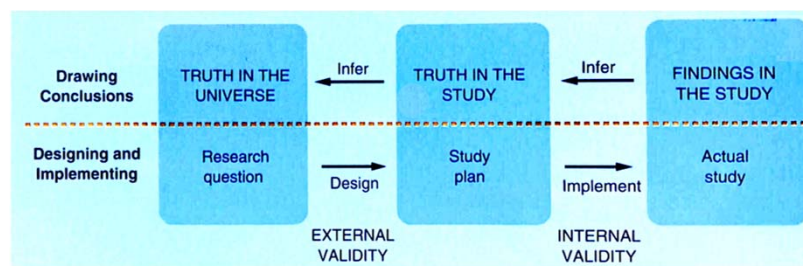 Drawing
Conclusions
TRUTH IN THE
UNIVERSE
Infer
TRUTH IN THE
STUDY
Infer
FINDINGS IN
THE STUDY
Designing and
Implementing
Research
question
Design
Study
plan
Implement
Actual
study
EXTERNAL
VALIDITY
INTERNAL
VALIDITY